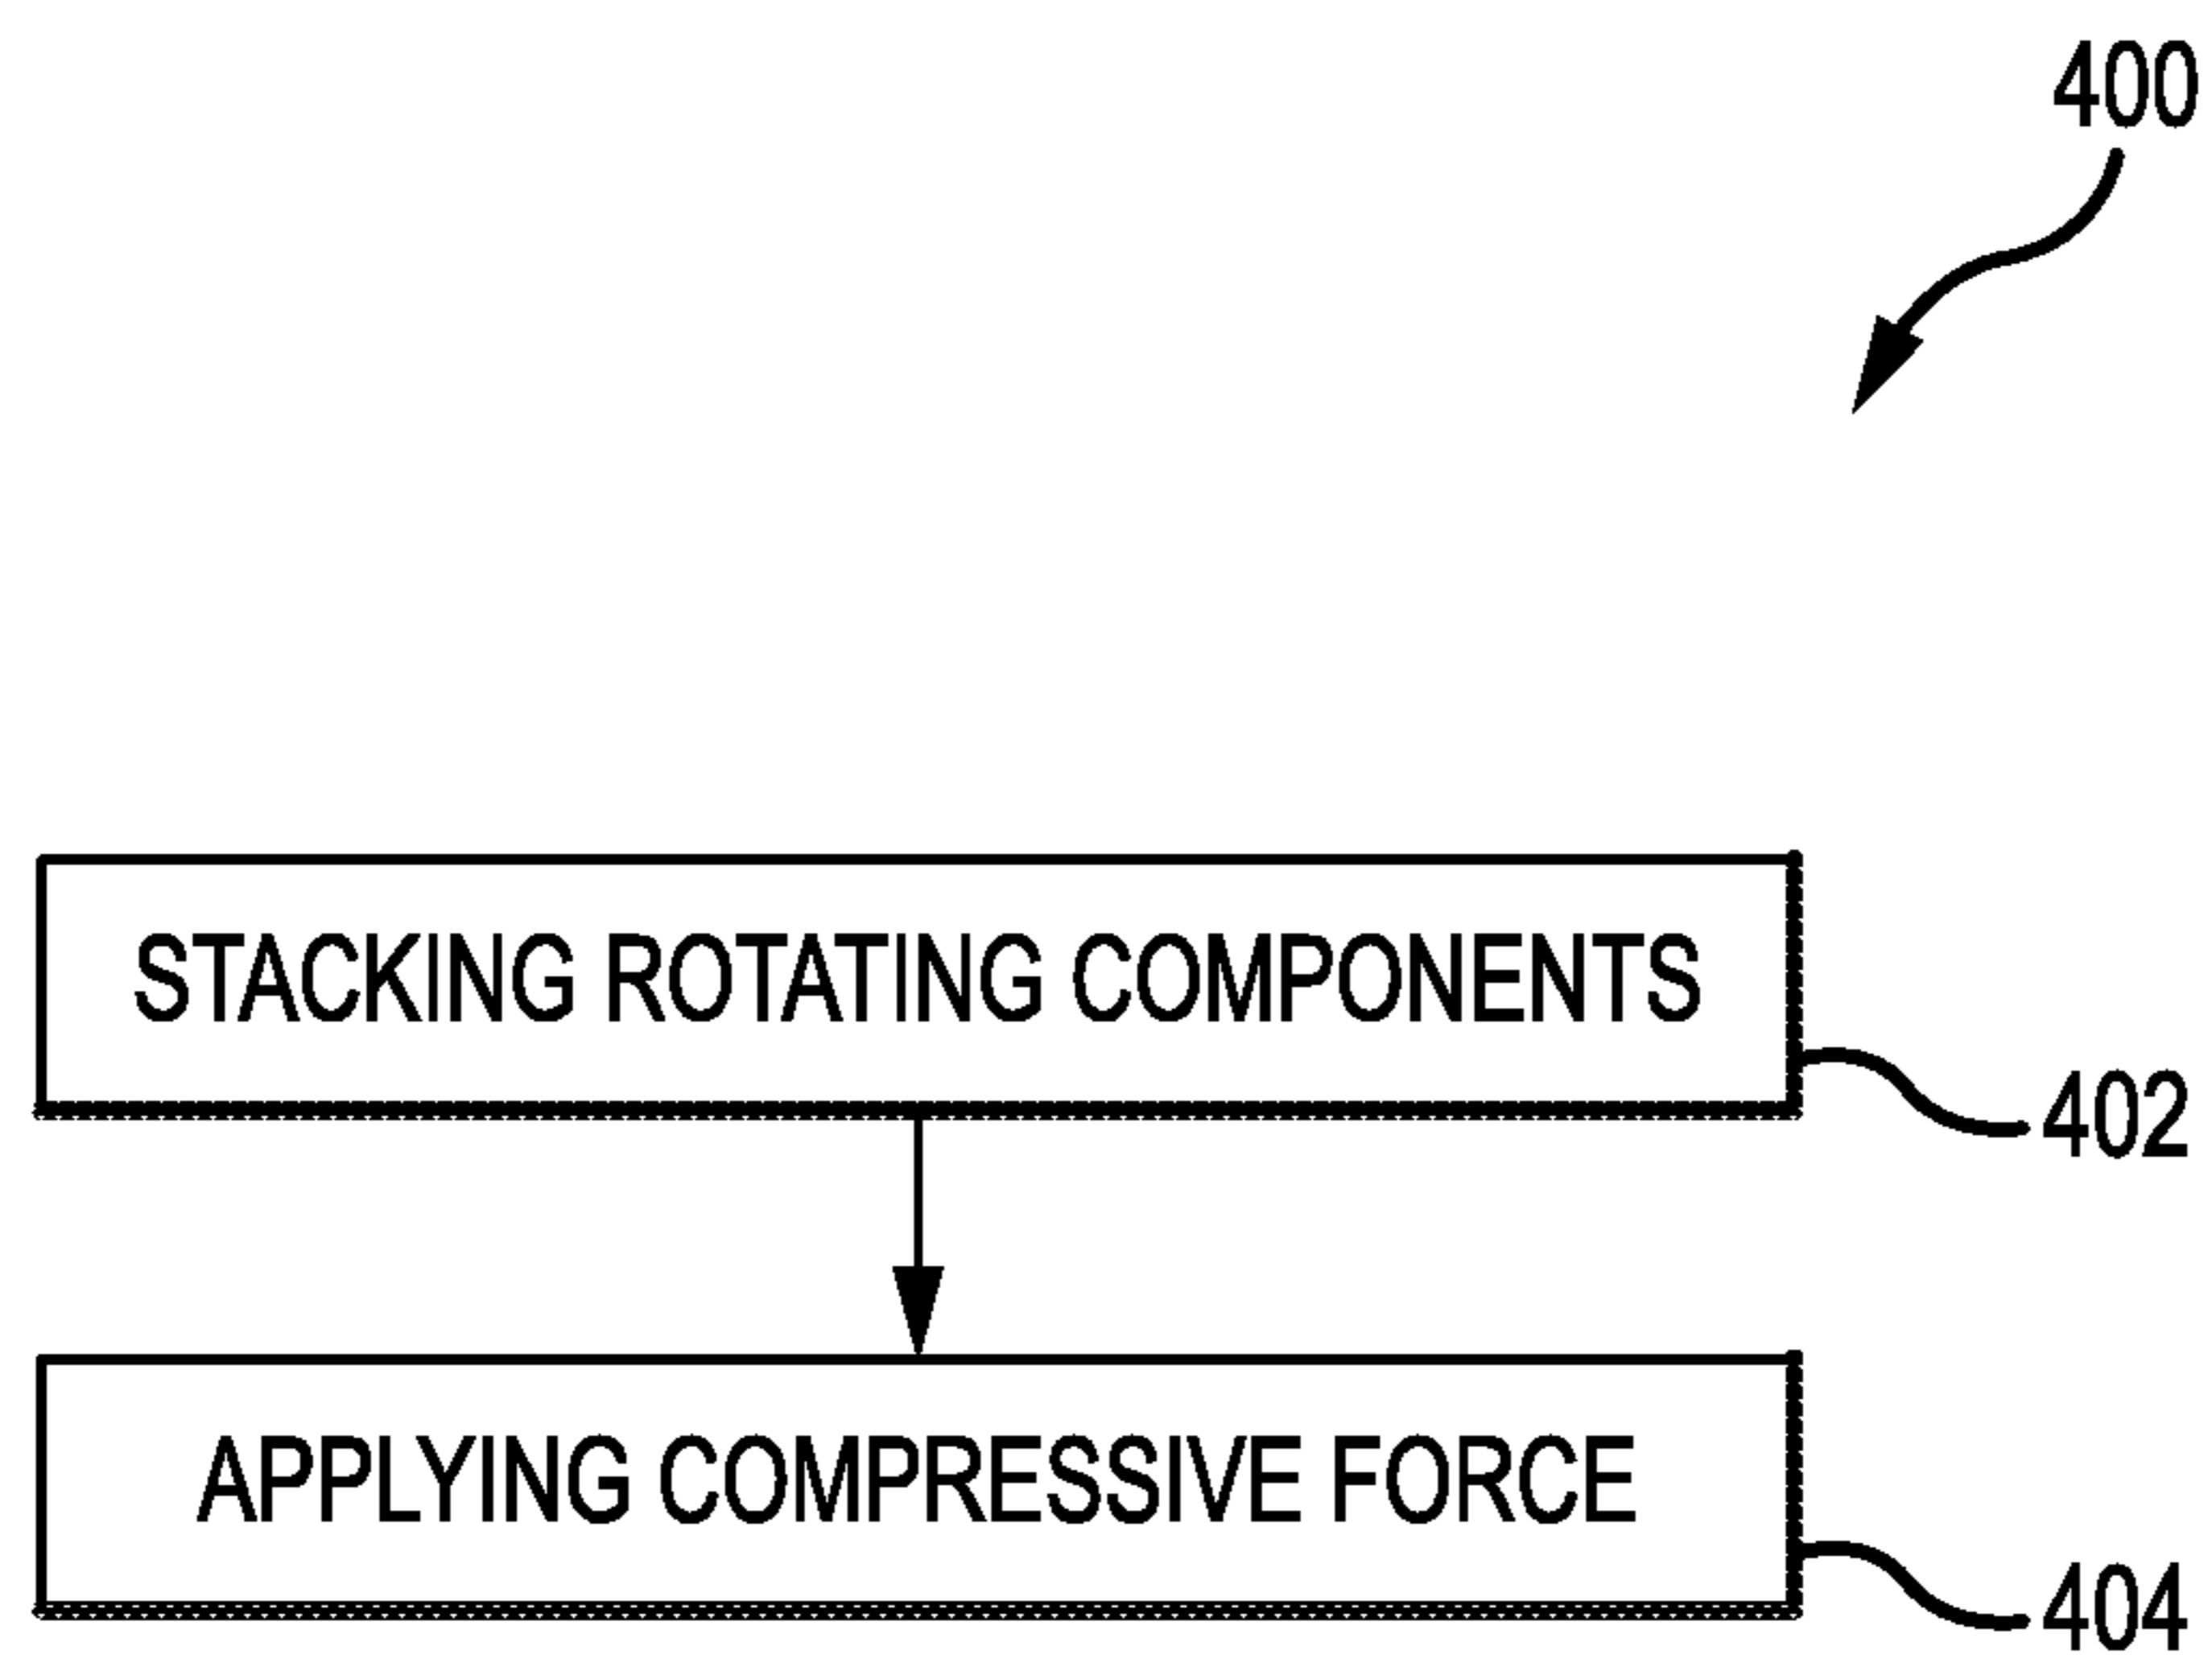 400
STACKING ROTATING COMPONENTS
402
APPLYING COMPRESSIVE FORCE
404